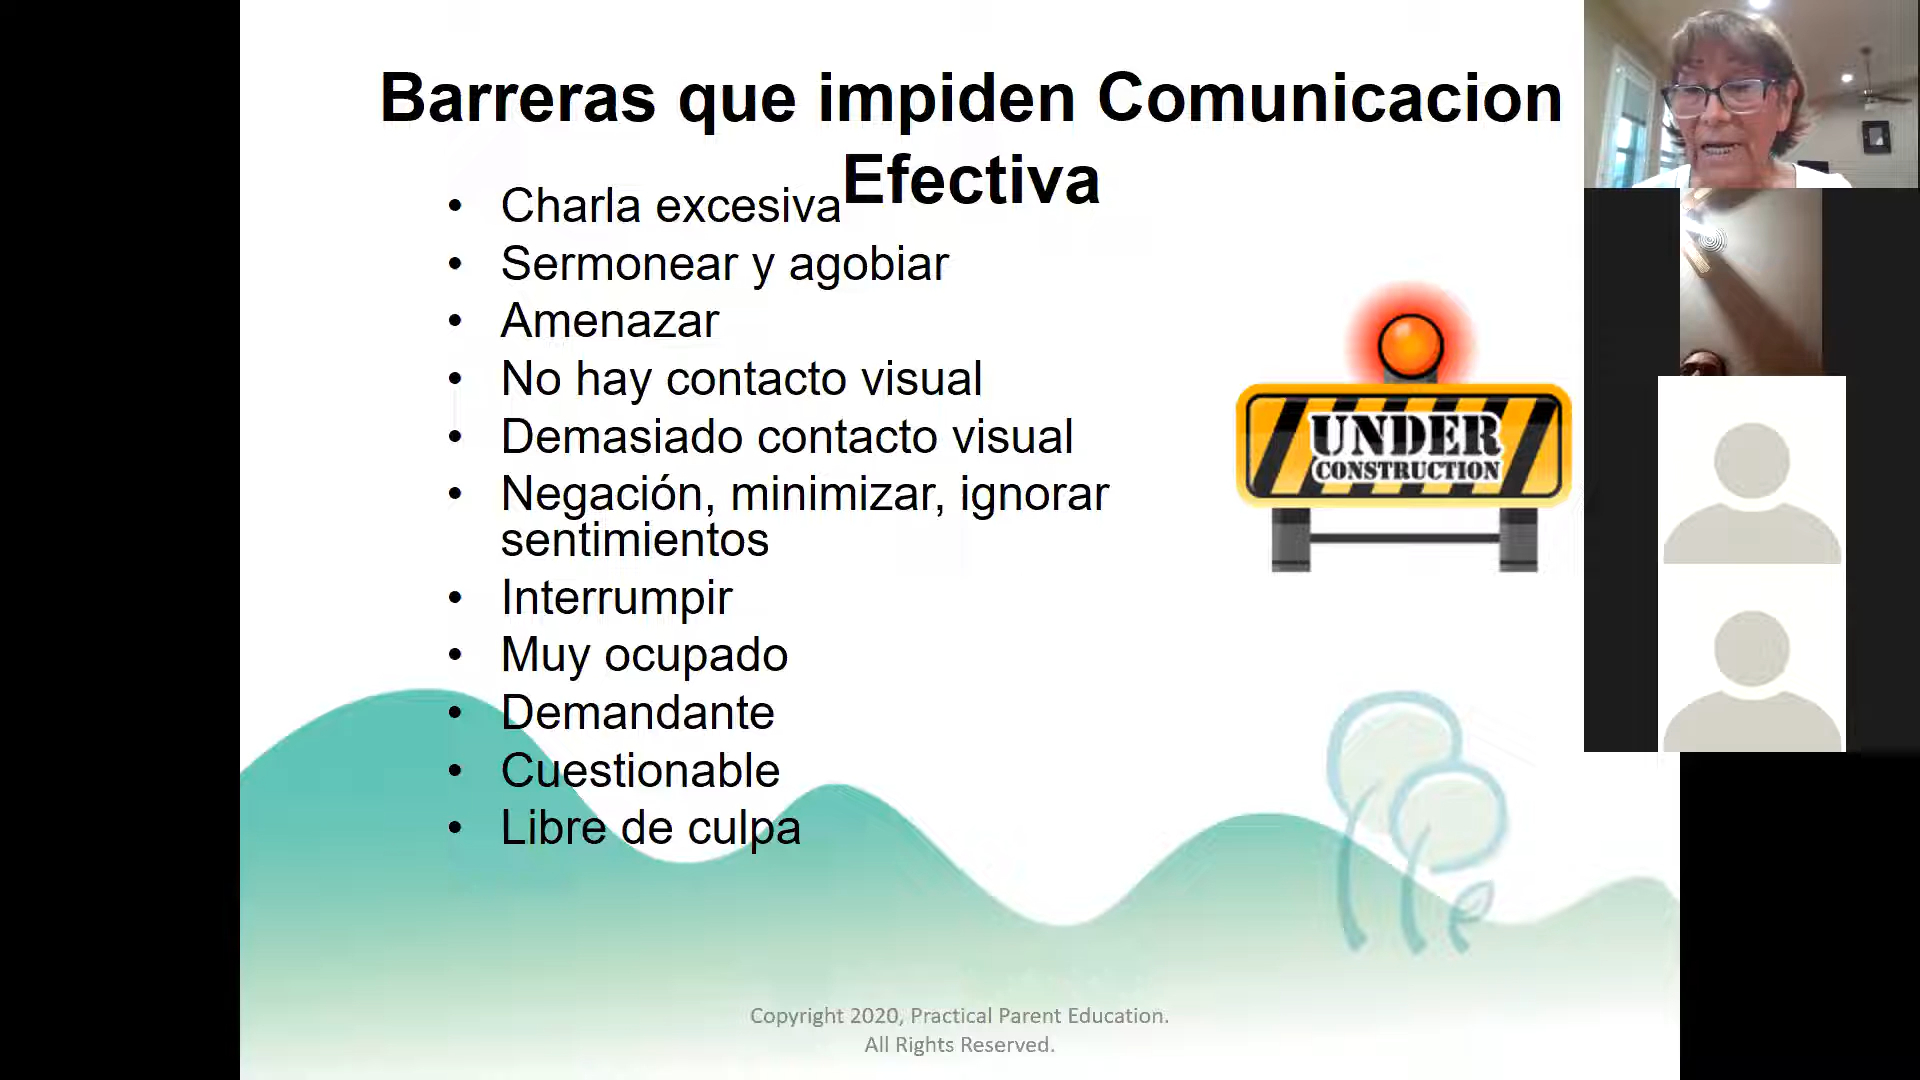 Barreras que impiden Comunicacion
Efectiva
• Charla excesiva
• Sermonear y agobiar
• Amenazar
• No hay contacto visual
• Demasiado contacto visual
• Negación, minimizar, ignorar
sentimientos
• Interrumpir
• Muy ocupado
• Demandante
• Cuestionable
• Libre de culpa
UNDER
CONSTRUCTION
Copyright 2020, Practical Parent Education.
All Rights Reserved.